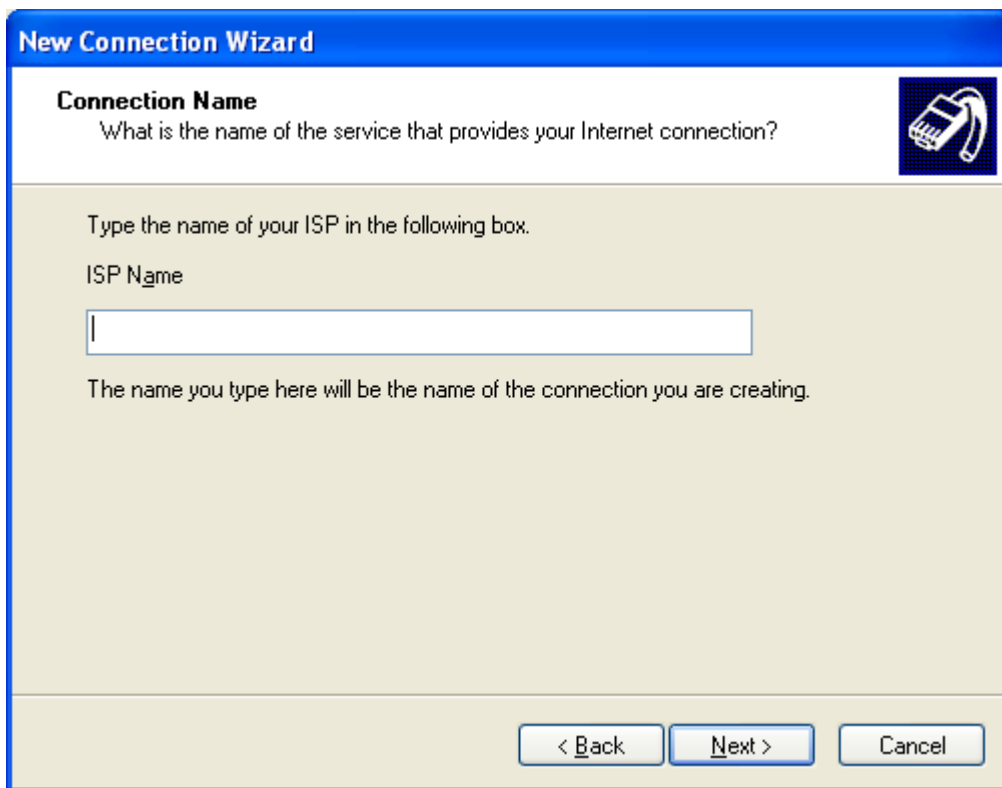 New Connection Wizard
Connection Name
What is the name of the service that provides your Internet connection?
Type the name of your ISP in the following box.
ISP Name
The name you type here will be the name of the connection you are creating.
< Back Next > Cancel